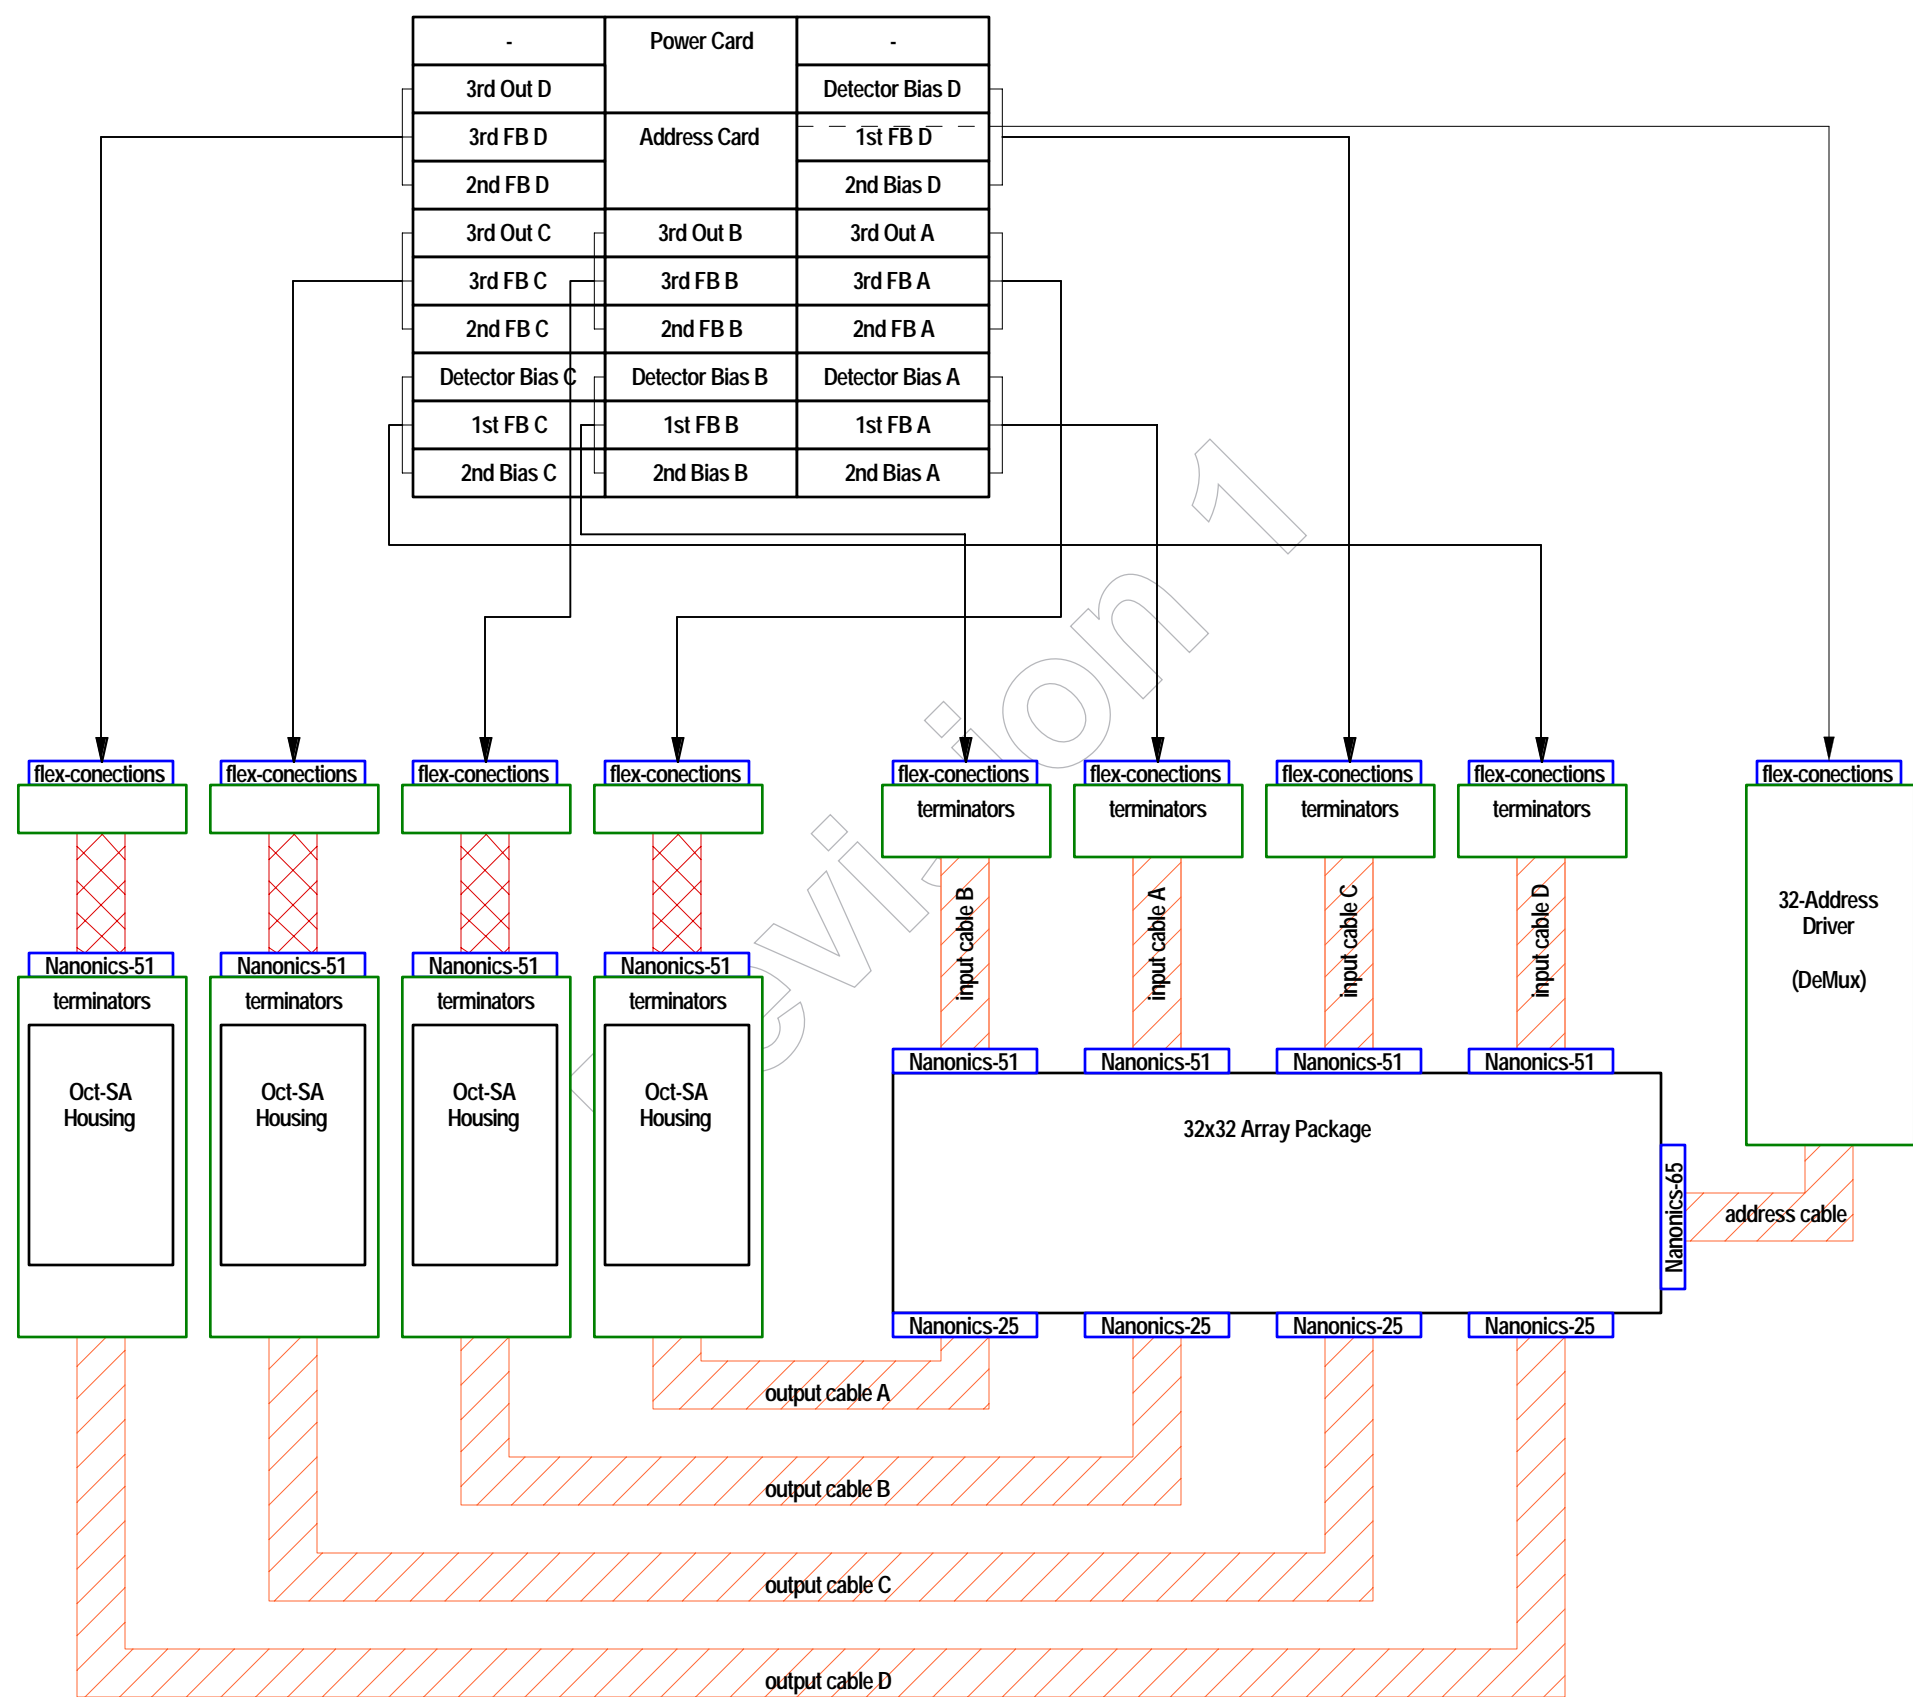 - Power Card -
3rd Out D Detector Bias D
3rd FB D Address Card 1st FB D
2nd FB D 2nd Bias D
3rd Out C 3rd Out B 3rd Out A
3rd FB C 3rd FB B 3rd FB A
2nd FB C 2nd FB B 2nd FB A
Detector Bias C Detector Bias B Detector Bias A
1st FB C 1st FB B 1st FB A
2nd Bias C 2nd Bias B 2nd Bias A
flex-conections flex-conections flex-conections flex-conections flex-conections flex-conections flex-conections flex-conections flex-conections
terminators terminators terminators terminators
input cable B
input cable A
input cable C
input cable D
32-Address
Driver
(DeMux)
Nanonics-51 Nanonics-51 Nanonics-51 Nanonics-51
terminators terminators terminators terminators
Oct-SA Oct-SA Oct-SA Oct-SA
Housing Housing Housing Housing
Nanonics-51 Nanonics-51 Nanonics-51 Nanonics-51
32x32 Array Package
Nanonics-65
address cable
Nanonics-25 Nanonics-25 Nanonics-25 Nanonics-25
output cable A
output cable B
output cable C
output cable D
revision 1